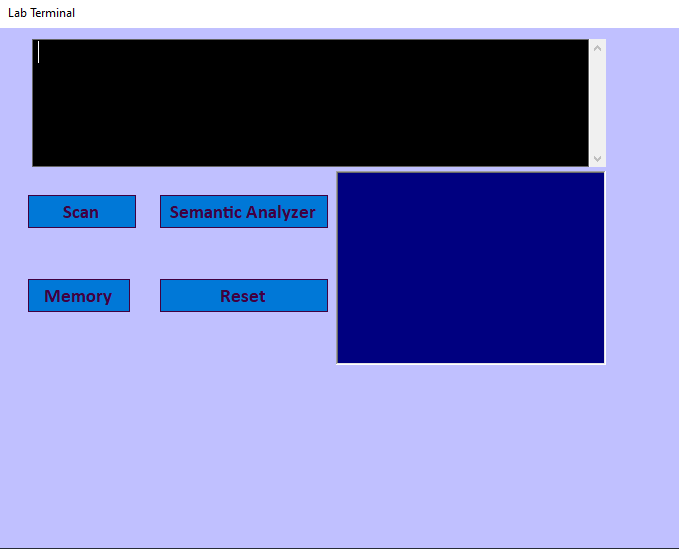 Lab Terminal
Scan
Semantic Analyzer
Memory
Reset